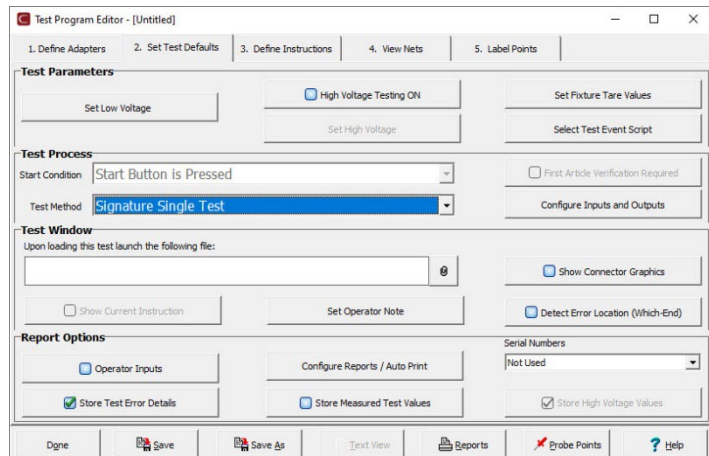 Test Program Editor - [Untitled]
1. Define Adapters
2. Set Test Defaults
3. Define Instructions
4. View Nets
5. Label Points
Test Parameters
Set Low Voltage
High Voltage Testing ON
Set Fixture Tare Values
Set High Voltage
Select Test Event Script
Test Process
Start Condition
Start Button is Pressed
First Article Verification Required
Test Method
Signature Single Test
Configure Inputs and Outputs
Test Window
Upon loading this test launch the following file:
Show Connector Graphics
Show Current Instruction
Set Operator Note
Detect Error Location (Which-End)
Report Options
Serial Numbers
Operator Inputs
Configure Reports / Auto Print
Not Used
Store Test Error Details
Store Measured Test Values
Store High Voltage Values
Done
Save
Save As
Text View
Reports
Probe Points
Help